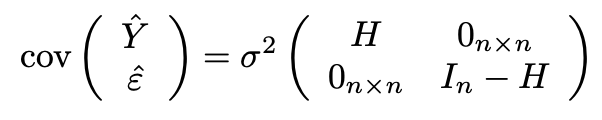 cov ( Ŷ ε̂ ) = σ² ( H 0ₙₓₙ 0ₙₓₙ Iₙ − H )